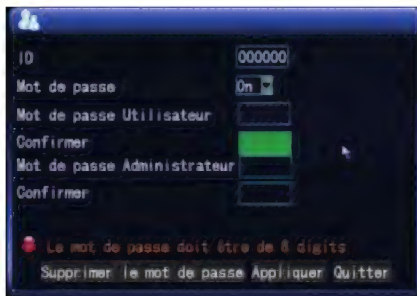 ID 000000
Mot de passe On
Mot de passe Utilisateur
Confirmer
Mot de passe Administrateur
Confirmer
Le mot de passe doit être de 8 digits
Supprimer le mot de passe Appliquer Quitter